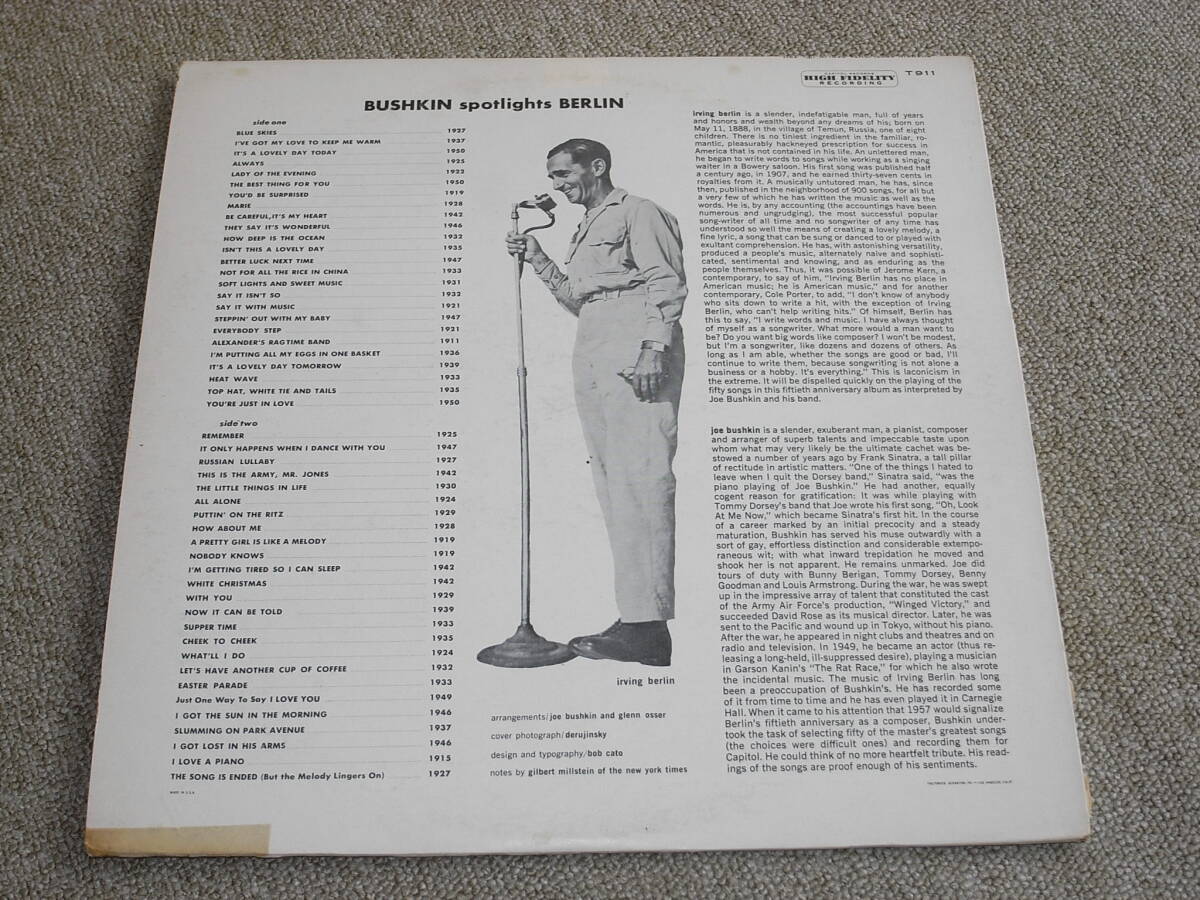 CAPITOL RECORDS
HIGH FIDELITY
RECORDING
T911
BUSHKIN spotlights BERLIN
side one
BLUE SKIES 1927
I'VE GOT MY LOVE TO KEEP ME WARM 1937
IT'S A LOVELY DAY TODAY 1950
ALWAYS 1925
LADY OF THE EVENING 1922
THE BEST THING FOR YOU 1950
YOU'D BE SURPRISED 1919
MARIE 1928
BE CAREFUL, IT'S MY HEART 1942
THEY SAY IT'S WONDERFUL 1946
HOW DEEP IS THE OCEAN 1932
ISN'T THIS A LOVELY DAY 1935
BETTER LUCK NEXT TIME 1947
NOT FOR ALL THE RICE IN CHINA 1933
SOFT LIGHTS AND SWEET MUSIC 1931
SAY IT ISN'T SO 1932
SAY IT WITH MUSIC 1921
STEPPIN' OUT WITH MY BABY 1947
EVERYBODY STEP 1921
ALEXANDER'S RAGTIME BAND 1911
I'M PUTTING ALL MY EGGS IN ONE BASKET 1936
IT'S A LOVELY DAY TOMORROW 1939
HEAT WAVE 1933
TOP HAT, WHITE TIE AND TAILS 1935
YOU'RE JUST IN LOVE 1950
side two
REMEMBER 1925
IT ONLY HAPPENS WHEN I DANCE WITH YOU 1947
RUSSIAN LULLABY 1927
THIS IS THE ARMY, MR. JONES 1942
THE LITTLE THINGS IN LIFE 1930
ALL ALONE 1924
PUTTIN' ON THE RITZ 1929
HOW ABOUT ME 1928
A PRETTY GIRL IS LIKE A MELODY 1919
NOBODY KNOWS 1919
I'M GETTING TIRED SO I CAN SLEEP 1942
WHITE CHRISTMAS 1942
WITH YOU 1929
NOW IT CAN BE TOLD 1939
SUPPER TIME 1933
CHEEK TO CHEEK 1935
WHAT'LL I DO 1924
LET'S HAVE ANOTHER CUP OF COFFEE 1932
EASTER PARADE 1933
Just One Way To Say I LOVE YOU 1949
I GOT THE SUN IN THE MORNING 1946
SLUMMING ON PARK AVENUE 1937
I GOT LOST IN HIS ARMS 1946
I LOVE A PIANO 1915
THE SONG IS ENDED (But the Melody Lingers On) 1927
MADE IN U.S.A.
irving berlin
arrangements/joe bushkin and glenn osser
cover photograph/derujinsky
design and typography/bob cato
notes by gilbert millstein of the new york times
irving berlin is a slender, indefatigable man, full of years
and honors and wealth beyond any dreams of his; born on
May 11, 1888, in the village of Temun, Russia, one of eight
children. There is no tiniest ingredient in the familiar, ro-
mantic, pleasurably hackneyed prescription for success in
America that is not contained in his life. An unlettered man,
he began to write words to songs while working as a singing
waiter in a Bowery saloon. His first song was published half
a century ago, in 1907, and he earned thirty-seven cents in
royalties from it. A musically untutored man, he has, since
then, published in the neighborhood of 900 songs, for all but
a very few of which he has written the music as well as the
words. He is, by any accounting (the accountings have been
numerous and ungrudging), the most successful popular
song-writer of all time and no songwriter of any time has
understood so well the means of creating a lovely melody, a
fine lyric, a song that can be sung or danced to or played with
exultant comprehension. He has, with astonishing versatility,
produced a people's music, alternately naive and sophisti-
cated, sentimental and knowing, and as enduring as the
people themselves. Thus, it was possible of Jerome Kern, a
contemporary, to say of him, "Irving Berlin has no place in
American music; he is American music," and for another
contemporary, Cole Porter, to add, "I don't know of anybody
who sits down to write a hit, with the exception of Irving
Berlin, who can't help writing hits." Of himself, Berlin has
this to say, "I write words and music. I have always thought
of myself as a songwriter. What more would a man want to
be? Do you want big words like composer? I won't be modest,
but I'm a songwriter, like dozens and dozens of others. As
long as I am able, whether the songs are good or bad, I'll
continue to write them, because songwriting is not alone a
business or a hobby. It's everything." This is laconicism in
the extreme. It will be dispelled quickly on the playing of the
fifty songs in this fiftieth anniversary album as interpreted by
Joe Bushkin and his band.
joe bushkin is a slender, exuberant man, a pianist, composer
and arranger of superb talents and impeccable taste upon
whom what may very likely be the ultimate cachet was be-
stowed a number of years ago by Frank Sinatra, a tall pillar
of rectitude in artistic matters. "One of the things I hated to
leave when I quit the Dorsey band," Sinatra said, "was the
piano playing of Joe Bushkin." He had another, equally
cogent reason for gratification: It was while playing with
Tommy Dorsey's band that Joe wrote his first song, "Oh, Look
At Me Now," which became Sinatra's first hit. In the course
of a career marked by an initial precocity and a steady
maturation, Bushkin has served his muse outwardly with a
sort of gay, effortless distinction and considerable extempo-
raneous wit; with what inward trepidation he moved and
shook her is not apparent. He remains unmarked. Joe did
tours of duty with Bunny Berigan, Tommy Dorsey, Benny
Goodman and Louis Armstrong. During the war, he was swept
up in the impressive array of talent that constituted the cast
of the Army Air Force's production, "Winged Victory," and
succeeded David Rose as its musical director. Later, he was
sent to the Pacific and wound up in Tokyo, without his piano.
After the war, he appeared in night clubs and theatres and on
radio and television. In 1949, he became an actor (thus re-
leasing a long-held, ill-suppressed desire), playing a musician
in Garson Kanin's "The Rat Race," for which he also wrote
the incidental music. The music of Irving Berlin has long
been a preoccupation of Bushkin's. He has recorded some
of it from time to time and he has even played it in Carnegie
Hall. When it came to his attention that 1957 would signalize
Berlin's fiftieth anniversary as a composer, Bushkin under-
took the task of selecting fifty of the master's greatest songs
(the choices were difficult ones) and recording them for
Capitol. He could think of no more heartfelt tribute. His read-
ings of the songs are proof enough of his sentiments.